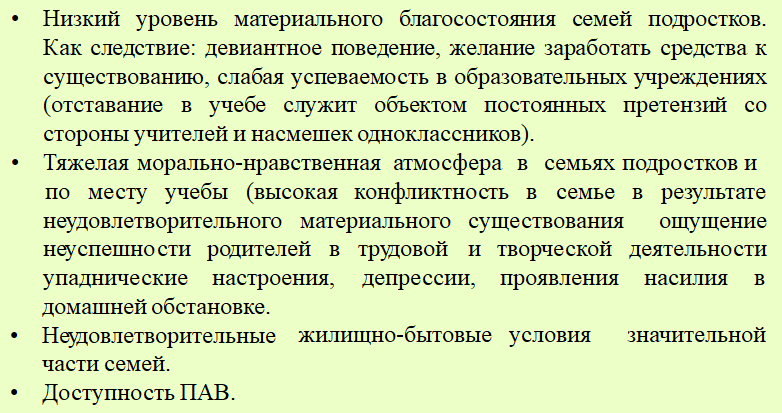 • Низкий уровень материального благосостояния семей подростков.
Как следствие: девиантное поведение, желание заработать средства к
существованию, слабая успеваемость в образовательных учреждениях
(отставание в учебе служит объектом постоянных претензий со
стороны учителей и насмешек одноклассников).
• Тяжелая морально-нравственная атмосфера в семьях подростков и
по месту учебы (высокая конфликтность в семье в результате
неудовлетворительного материального существования ощущение
неуспешности родителей в трудовой и творческой деятельности
упаднические настроения, депрессии, проявления насилия в
домашней обстановке.
• Неудовлетворительные жилищно-бытовые условия значительной
части семей.
• Доступность ПАВ.